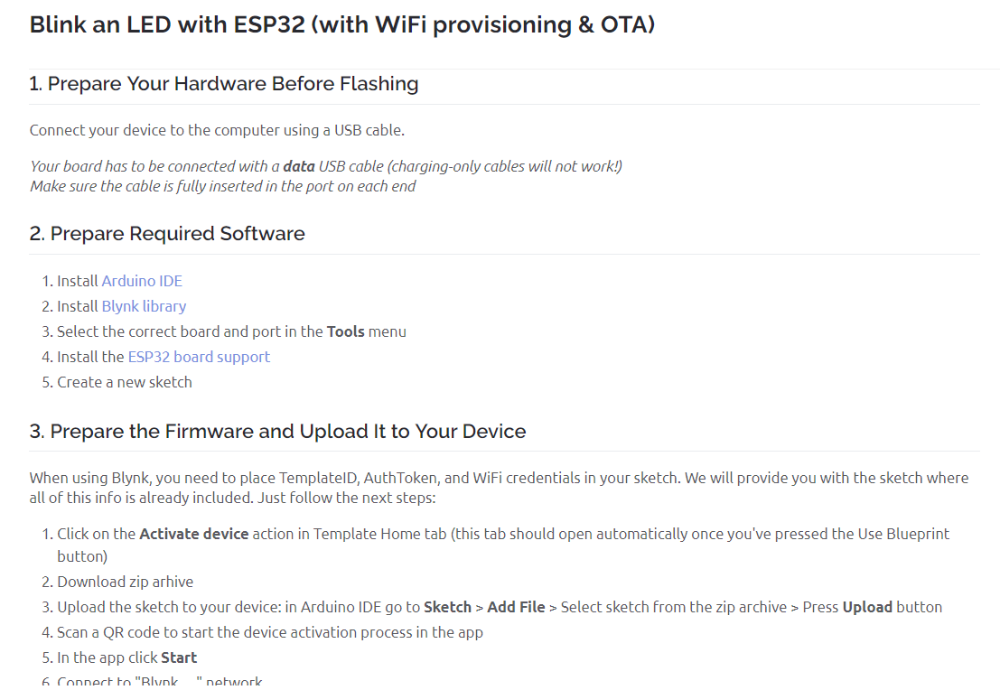 Blink an LED with ESP32 (with WiFi provisioning & OTA)
1. Prepare Your Hardware Before Flashing
Connect your device to the computer using a USB cable.
Your board has to be connected with a data USB cable (charging-only cables will not work!)
Make sure the cable is fully inserted in the port on each end
2. Prepare Required Software
1. Install Arduino IDE
2. Install Blynk library
3. Select the correct board and port in the Tools menu
4. Install the ESP32 board support
5. Create a new sketch
3. Prepare the Firmware and Upload It to Your Device
When using Blynk, you need to place TemplateID, AuthToken, and WiFi credentials in your sketch. We will provide you with the sketch where
all of this info is already included. Just follow the next steps:
1. Click on the Activate device action in Template Home tab (this tab should open automatically once you've pressed the Use Blueprint
button)
2. Download zip arhive
3. Upload the sketch to your device: in Arduino IDE go to Sketch > Add File > Select sketch from the zip archive > Press Upload button
4. Scan a QR code to start the device activation process in the app
5. In the app click Start
6. Connect to "Blynk ..." network